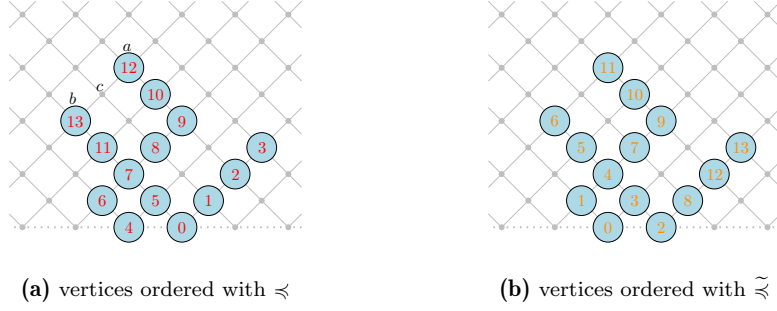 a
12 11
c
b 10 10
13 9 6 9
11 8 3 5 7 13
7 2 4 12
6 5 1 1 3 8
4 0 0 2
(a) vertices ordered with ≼ (b) vertices ordered with ≼̃